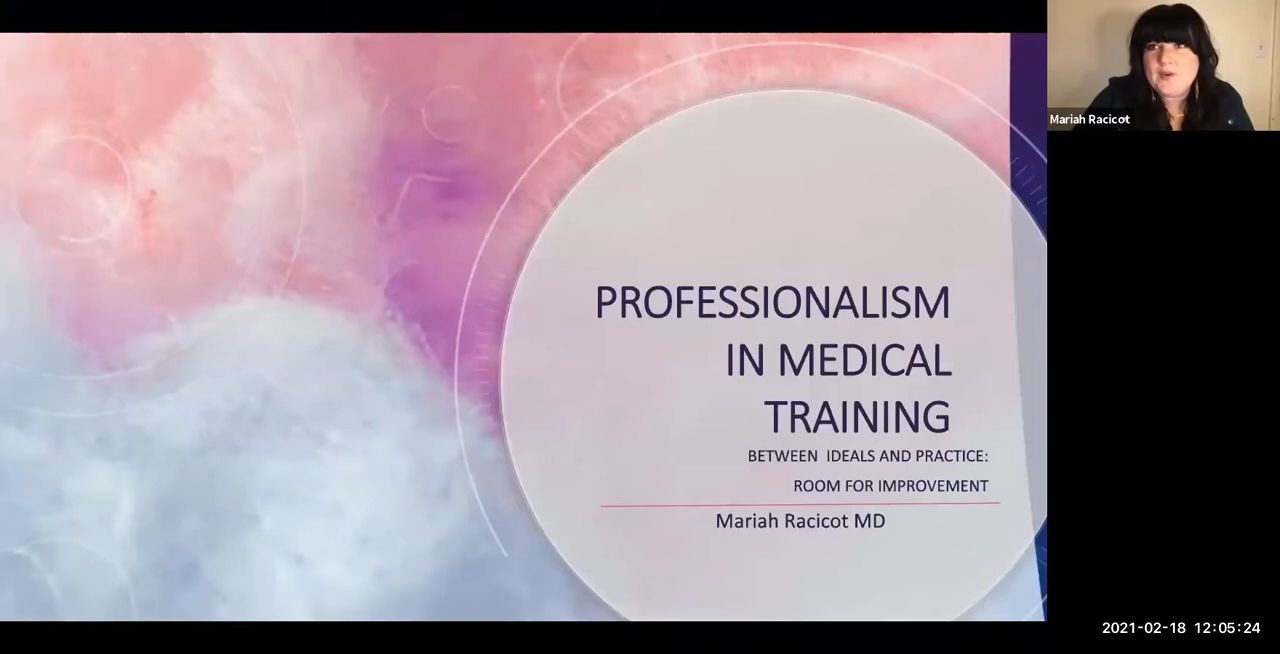 PROFESSIONALISM
IN MEDICAL
TRAINING
BETWEEN IDEALS AND PRACTICE:
ROOM FOR IMPROVEMENT
Mariah Racicot MD
Mariah Racicot
2021-02-18 12:05:24